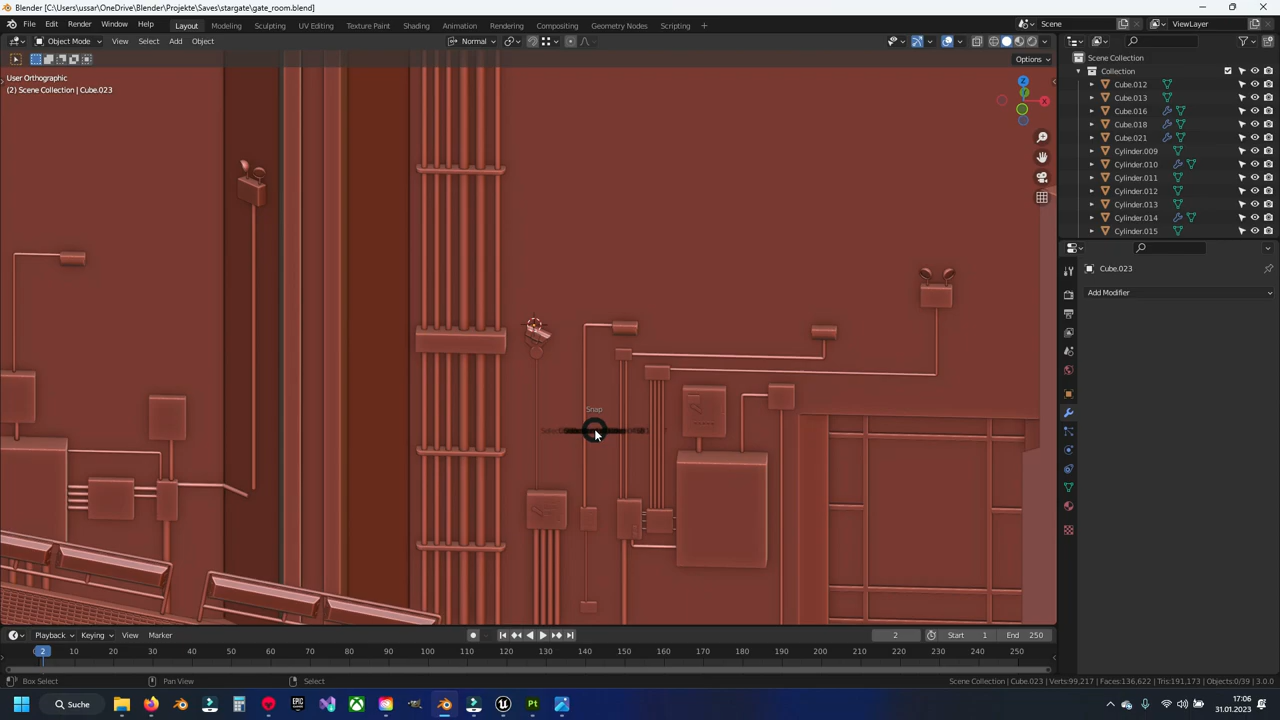 Blender [C:\Users\ussar\OneDrive\Blender\Projekte\Saves\stargate\gate_room.blend]
File Edit Render Window Help Layout Modeling Sculpting UV Editing Texture Paint Shading Animation Rendering Compositing Geometry Nodes Scripting + Scene ViewLayer
Object Mode View Select Add Object Normal
Options
User Orthographic
(2) Scene Collection | Cube.023
Z
X
Snap
Scene Collection
Collection
Cube.012
Cube.013
Cube.016
Cube.018
Cube.021
Cylinder.009
Cylinder.010
Cylinder.011
Cylinder.012
Cylinder.013
Cylinder.014
Cylinder.015
Cube.023
Add Modifier
Playback Keying View Marker 2 Start 1 End 250
2 10 20 30 40 50 60 70 80 90 100 110 120 130 140 150 160 170 180 190 200 210 220 230 240 250
Box Select Pan View Select Scene Collection | Cube.023 | Verts:99,217 | Faces:136,622 | Tris:191,173 | Objects:0/39 | 3.0.0
Suche EPIC Pt 17:06
31.01.2023